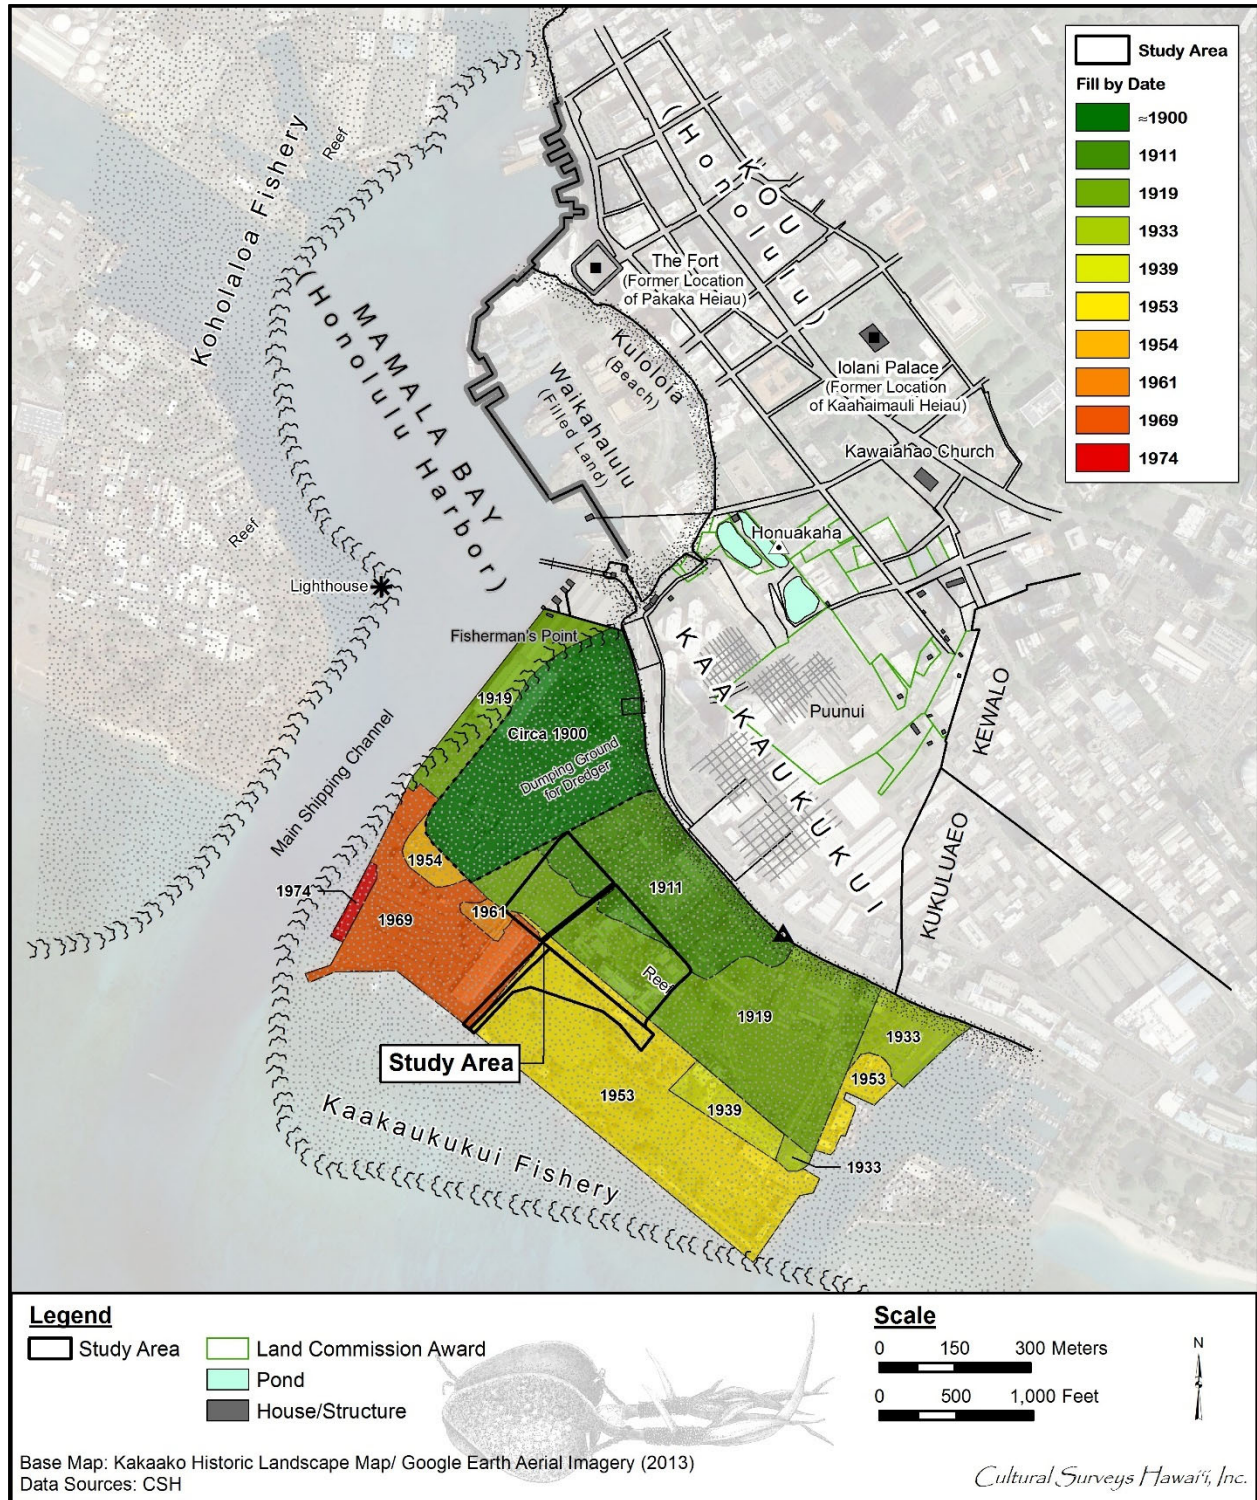 Study Area
Fill by Date
≈1900
1911
1919
1933
1939
1953
1954
1961
1969
1974
Koholaloa Fishery
Reef
KOU
(Honolulu)
MAMALA BAY
(Honolulu Harbor)
The Fort
(Former Location
of Pakaka Heiau)
Kuloloia
(Beach)
Waikahalulu
(Filled Land)
Iolani Palace
(Former Location
of Kaahaimauli Heiau)
Kawaiahao Church
Honuakaha
Reef
Lighthouse
Fisherman's Point
KAAKAUKUKUI
Puunui
KEWALO
KUKULUAEO
1919
Circa 1900
Dumping Ground
for Dredger
Main Shipping Channel
1954
1911
1974
1969
1961
Reef
1919
1933
Study Area
1953
1953
1939
1933
Kaakaukukui Fishery
Legend
Study Area
Land Commission Award
Pond
House/Structure
Scale
0 150 300 Meters
0 500 1,000 Feet
N
Base Map: Kakaako Historic Landscape Map/ Google Earth Aerial Imagery (2013)
Data Sources: CSH
Cultural Surveys Hawai'i, Inc.